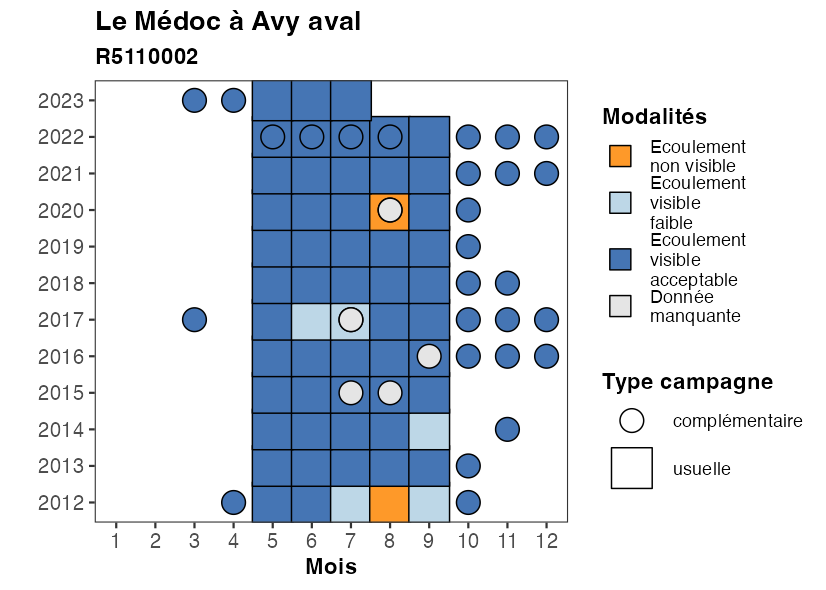 Le Médoc à Avy aval
R5110002
2023
2022
2021
2020
2019
2018
2017
2016
2015
2014
2013
2012
1 2 3 4 5 6 7 8 9 10 11 12
Mois
Modalités
Ecoulement
non visible
Ecoulement
visible
faible
Ecoulement
visible
acceptable
Donnée
manquante
Type campagne
complémentaire
usuelle